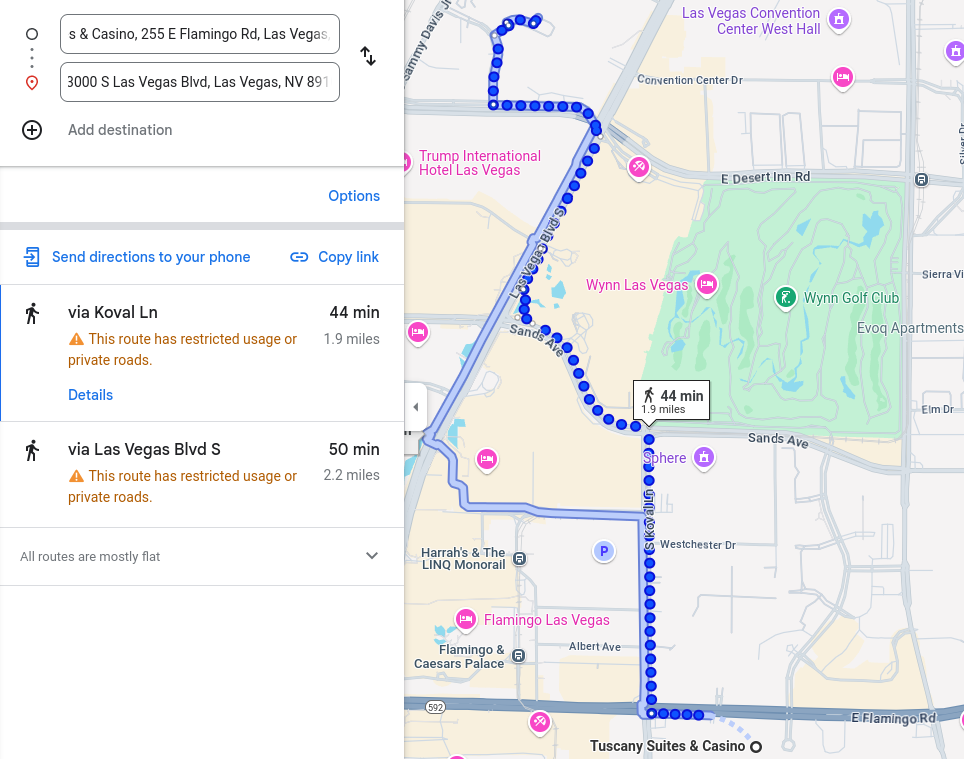 s & Casino, 255 E Flamingo Rd, Las Vegas,
3000 S Las Vegas Blvd, Las Vegas, NV 891
Add destination
Options
Send directions to your phone
Copy link
via Koval Ln
44 min
This route has restricted usage or
private roads.
1.9 miles
Details
via Las Vegas Blvd S
50 min
This route has restricted usage or
private roads.
2.2 miles
All routes are mostly flat
Sammy Davis Jr
Las Vegas Convention
Center West Hall
Convention Center Dr
Trump International
Hotel Las Vegas
E Desert Inn Rd
Silver Dr
Las Vegas Blvd S
Wynn Las Vegas
Wynn Golf Club
Sierra Vi
Evoq Apartments
Sands Ave
44 min
1.9 miles
Elm Dr
Sands Ave
Sphere
S Koval Ln
Westchester Dr
P
Harrah's & The
LINQ Monorail
Flamingo Las Vegas
Albert Ave
Flamingo &
Caesars Palace
592
E Flamingo Rd
Tuscany Suites & Casino